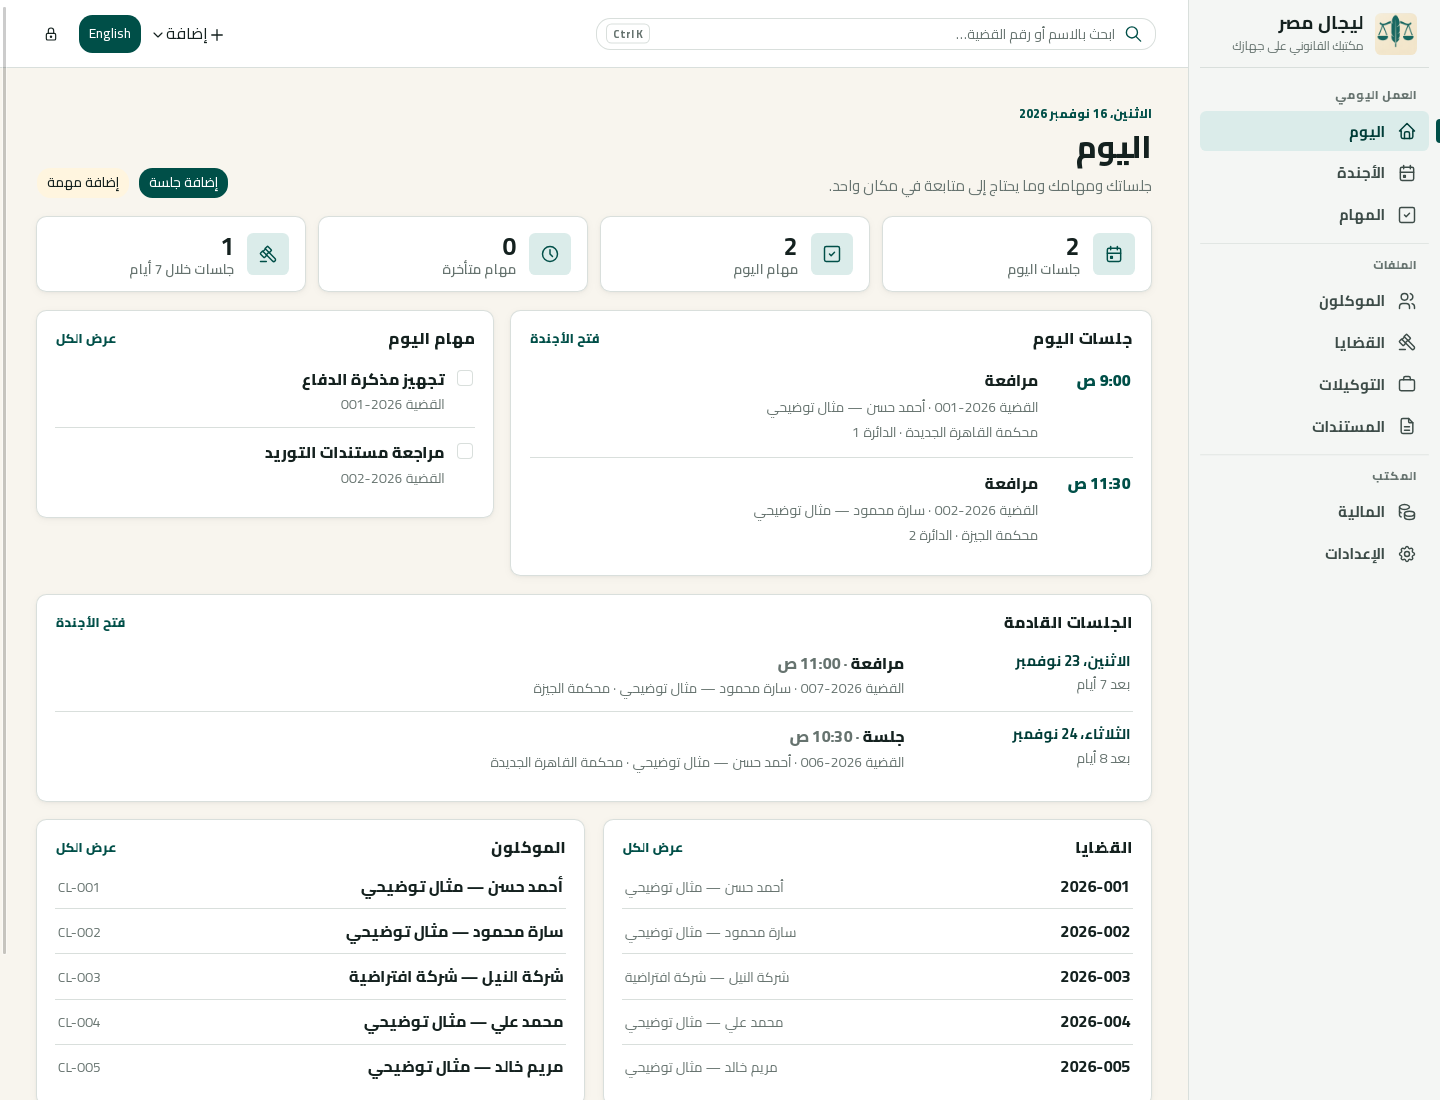 ليجال مصر
مكتبك القانوني على جهازك
العمل اليومي
اليوم
الأجندة
المهام
الملفات
الموكلون
القضايا
التوكيلات
المستندات
المكتب
المالية
الإعدادات
ابحث بالاسم أو رقم القضية...
Ctrl K
إضافة
English
الاثنين، 16 نوفمبر 2026
اليوم
جلساتك ومهامك وما يحتاج إلى متابعة في مكان واحد.
إضافة جلسة
إضافة مهمة
2
جلسات اليوم
2
مهام اليوم
0
مهام متأخرة
1
جلسات خلال 7 أيام
جلسات اليوم
فتح الأجندة
9:00 ص
مرافعة
القضية 2026-001 · أحمد حسن — مثال توضيحي
محكمة القاهرة الجديدة · الدائرة 1
11:30 ص
مرافعة
القضية 2026-002 · سارة محمود — مثال توضيحي
محكمة الجيزة · الدائرة 2
مهام اليوم
عرض الكل
تجهيز مذكرة الدفاع
القضية 2026-001
مراجعة مستندات التوريد
القضية 2026-002
الجلسات القادمة
فتح الأجندة
الاثنين، 23 نوفمبر
بعد 7 أيام
مرافعة · 11:00 ص
القضية 2026-007 · سارة محمود — مثال توضيحي · محكمة الجيزة
الثلاثاء، 24 نوفمبر
بعد 8 أيام
جلسة · 10:30 ص
القضية 2026-006 · أحمد حسن — مثال توضيحي · محكمة القاهرة الجديدة
القضايا
عرض الكل
2026-001
أحمد حسن — مثال توضيحي
2026-002
سارة محمود — مثال توضيحي
2026-003
شركة النيل — شركة افتراضية
2026-004
محمد علي — مثال توضيحي
2026-005
مريم خالد — مثال توضيحي
الموكلون
عرض الكل
أحمد حسن — مثال توضيحي
CL-001
سارة محمود — مثال توضيحي
CL-002
شركة النيل — شركة افتراضية
CL-003
محمد علي — مثال توضيحي
CL-004
مريم خالد — مثال توضيحي
CL-005